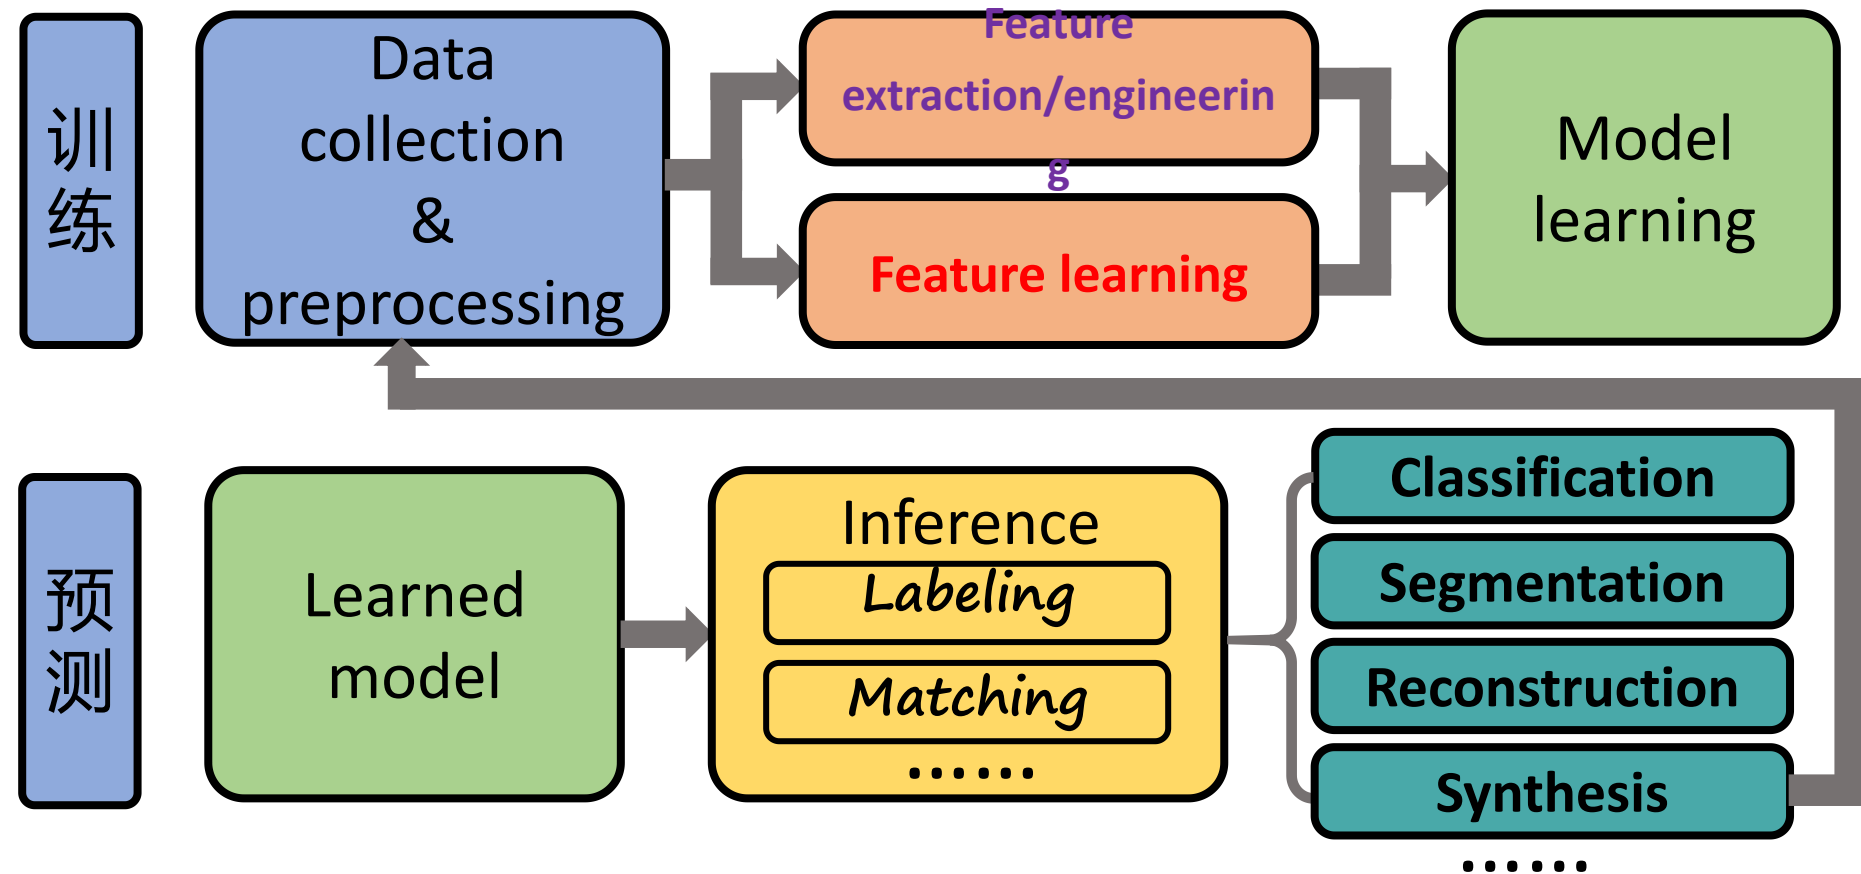 训
练
Data
collection
&
preprocessing
Feature
extraction/engineerin
g
Feature learning
Model
learning
预
测
Learned
model
Inference
Labeling
Matching
……
Classification
Segmentation
Reconstruction
Synthesis
……